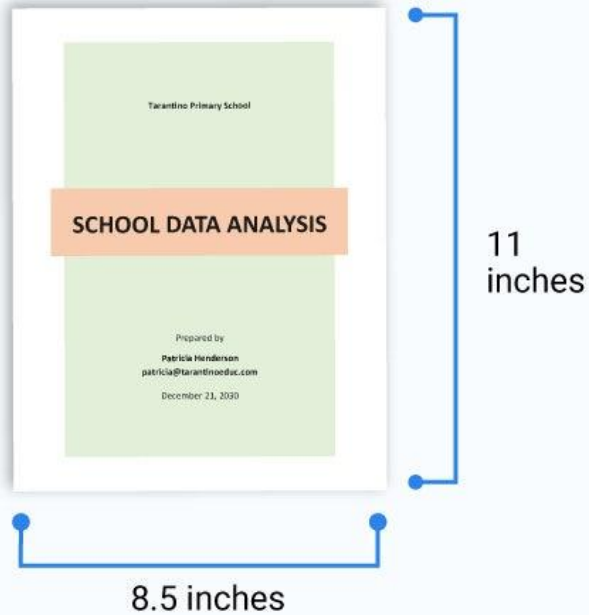 Tarantino Primary School
SCHOOL DATA ANALYSIS
Prepared by
Patricia Henderson
patricia@tarantinoeduc.com
December 21, 2030
11
inches
8.5 inches